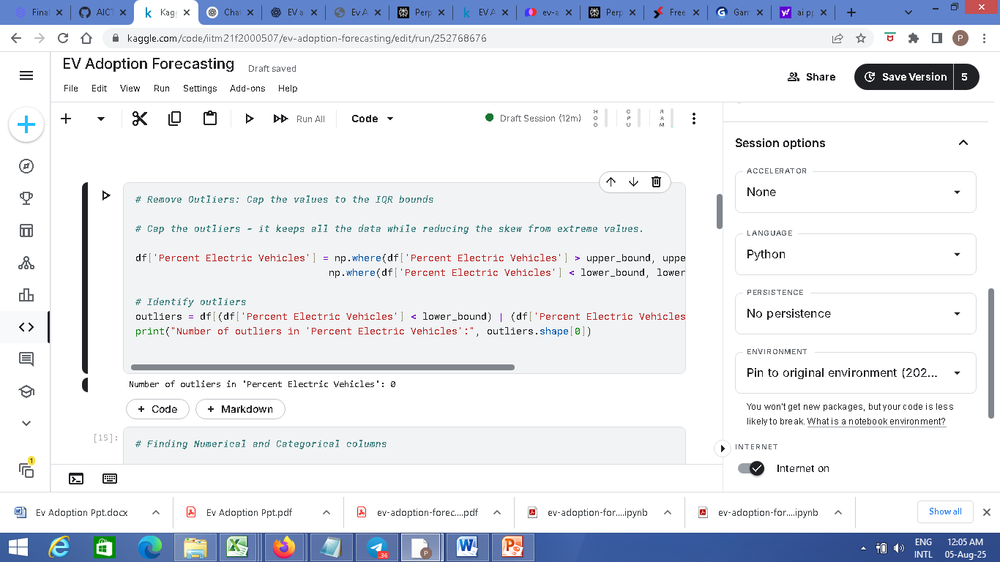 Final
AICT
Kagg
Chat
EV a
Ev A
Perp
EV A
ev-a
Perp
Free
Gam
ai pp
kaggle.com/code/iitm21f2000507/ev-adoption-forecasting/edit/run/252768676
P
EV Adoption Forecasting
Draft saved
File Edit View Run Settings Add-ons Help
Share
Save Version 5
Run All
Code
Draft Session (12m)
HDD
CPU
RAM
# Remove Outliers: Cap the values to the IQR bounds
# Cap the outliers - it keeps all the data while reducing the skew from extreme values.
df['Percent Electric Vehicles'] = np.where(df['Percent Electric Vehicles'] > upper_bound, uppe
np.where(df['Percent Electric Vehicles'] < lower_bound, lower
# Identify outliers
outliers = df[(df['Percent Electric Vehicles'] < lower_bound) | (df['Percent Electric Vehicles
print("Number of outliers in 'Percent Electric Vehicles':", outliers.shape[0])
Number of outliers in 'Percent Electric Vehicles': 0
+ Code
+ Markdown
[15]:
# Finding Numerical and Categorical columns
Session options
ACCELERATOR
None
LANGUAGE
Python
PERSISTENCE
No persistence
ENVIRONMENT
Pin to original environment (202...
You won't get new packages, but your code is less
likely to break. What is a notebook environment?
INTERNET
Internet on
1
Ev Adoption Ppt.docx
Ev Adoption Ppt.pdf
ev-adoption-forec....pdf
ev-adoption-for....ipynb
ev-adoption-for....ipynb
Show all
.36
P
ENG
INTL
12:05 AM
05-Aug-25